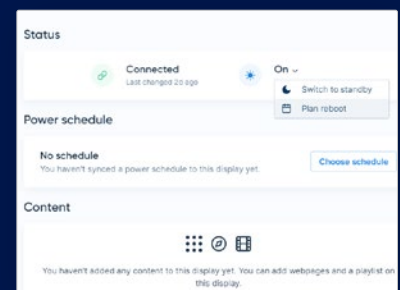 Status
Connected
Last changed 2d ago
On
Switch to standby
Plan reboot
Power schedule
No schedule
You haven't synced a power schedule to this display yet.
Choose schedule
Content
You haven't added any content to this display yet. You can add webpages and a playlist on
this display.